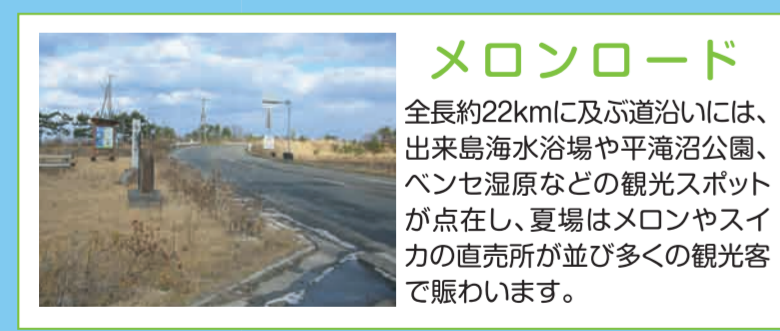 メロンロード
全長約22kmに及ぶ道沿いには、
出来島海水浴場や平滝沼公園、
ベンセ湿原などの観光スポット
が点在し、夏場はメロンやスイ
カの直売所が並び多くの観光客
で賑わいます。